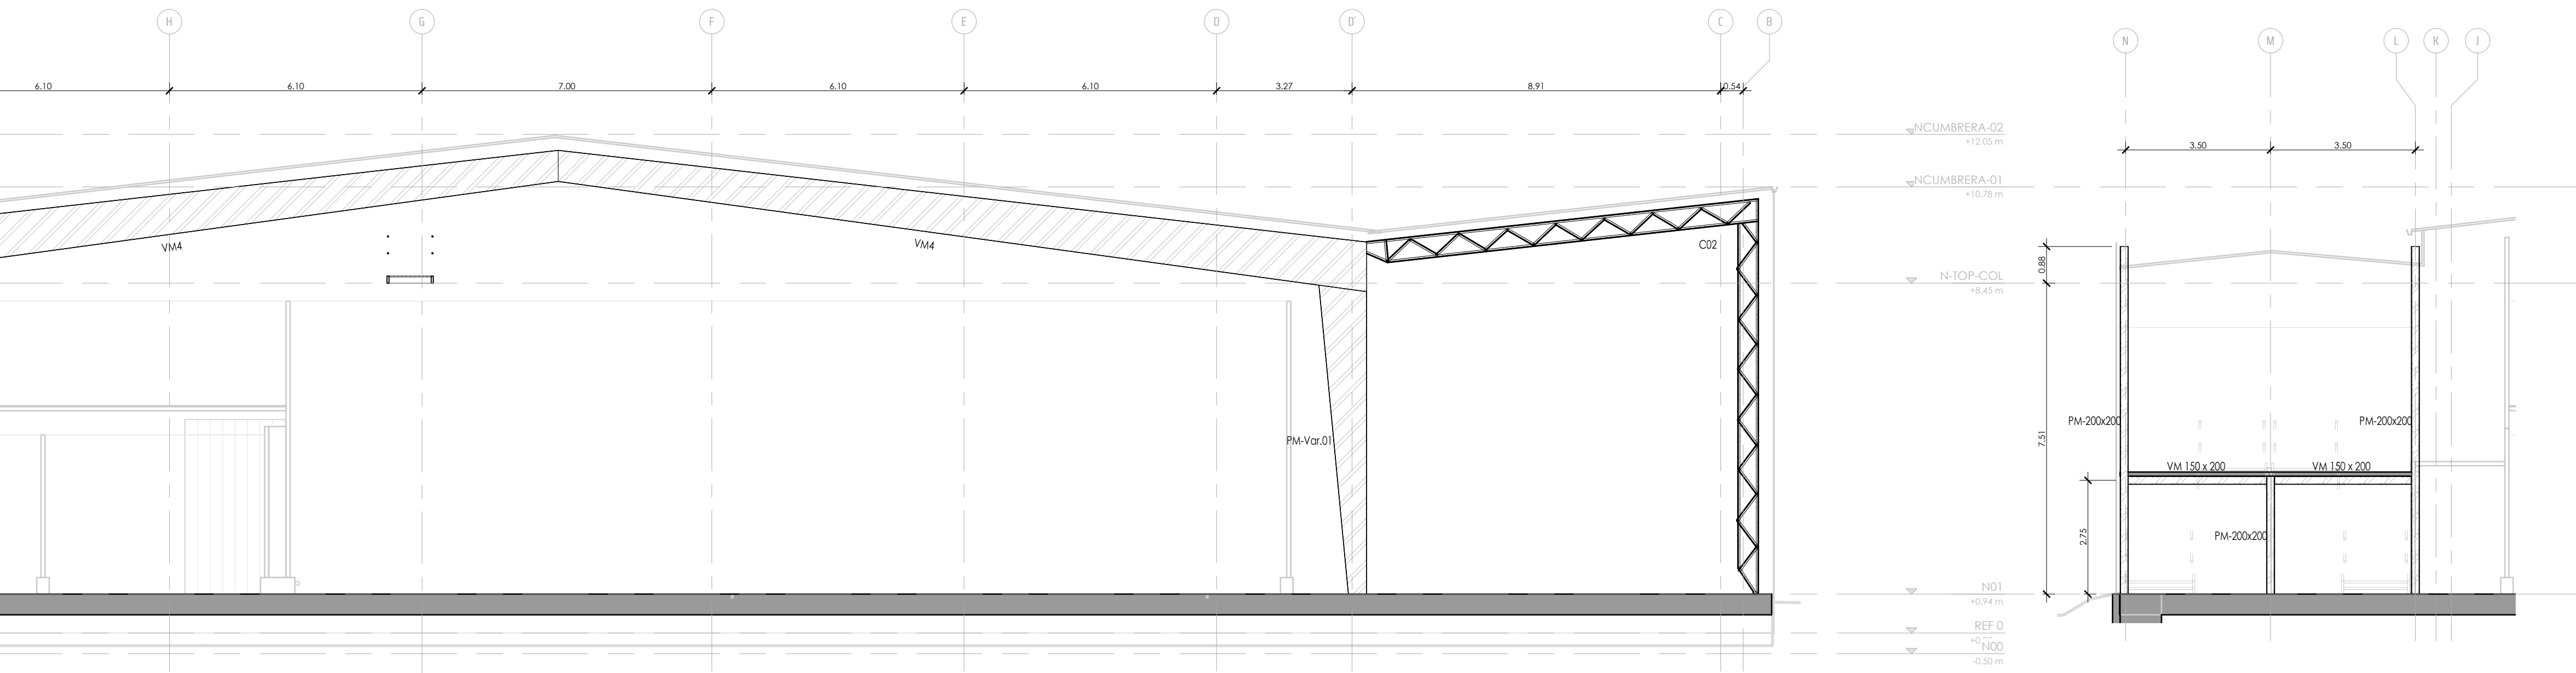 H
G
F
E
D
D'
C
B
6.10
6.10
7.00
6.10
6.10
3.27
8.91
0.54
NCUMBRERA-02
+12.05 m
NCUMBRERA-01
+10.78 m
N-TOP-COL
+8.45 m
N01
+0.94 m
REF 0
N00
-0.50 m
VM4
VM4
C02
PM-Var.01
N
M
L
K
J
3.50
3.50
0.88
7.51
2.75
PM-200x200
PM-200x200
VM 150 x 200
VM 150 x 200
PM-200x200